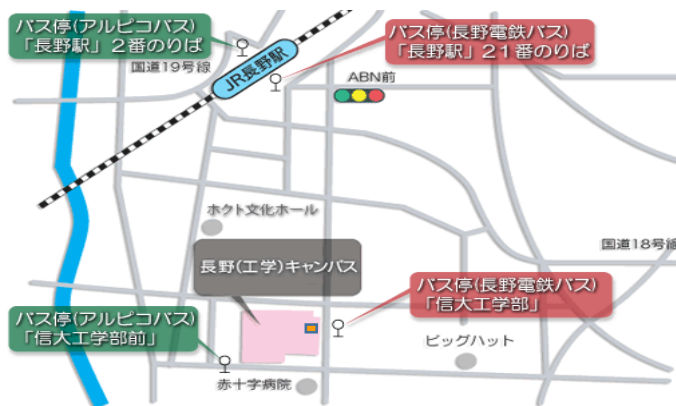 バス停(アルピコバス)
「長野駅」２番のりば
バス停(長野電鉄バス)
「長野駅」２１番のりば
国道19号線
JR長野駅
ABN前
ホクト文化ホール
国道18号線
長野(工学)キャンパス
バス停(長野電鉄バス)
「信大工学部」
バス停(アルピコバス)
「信大工学部前」
ビッグハット
赤十字病院